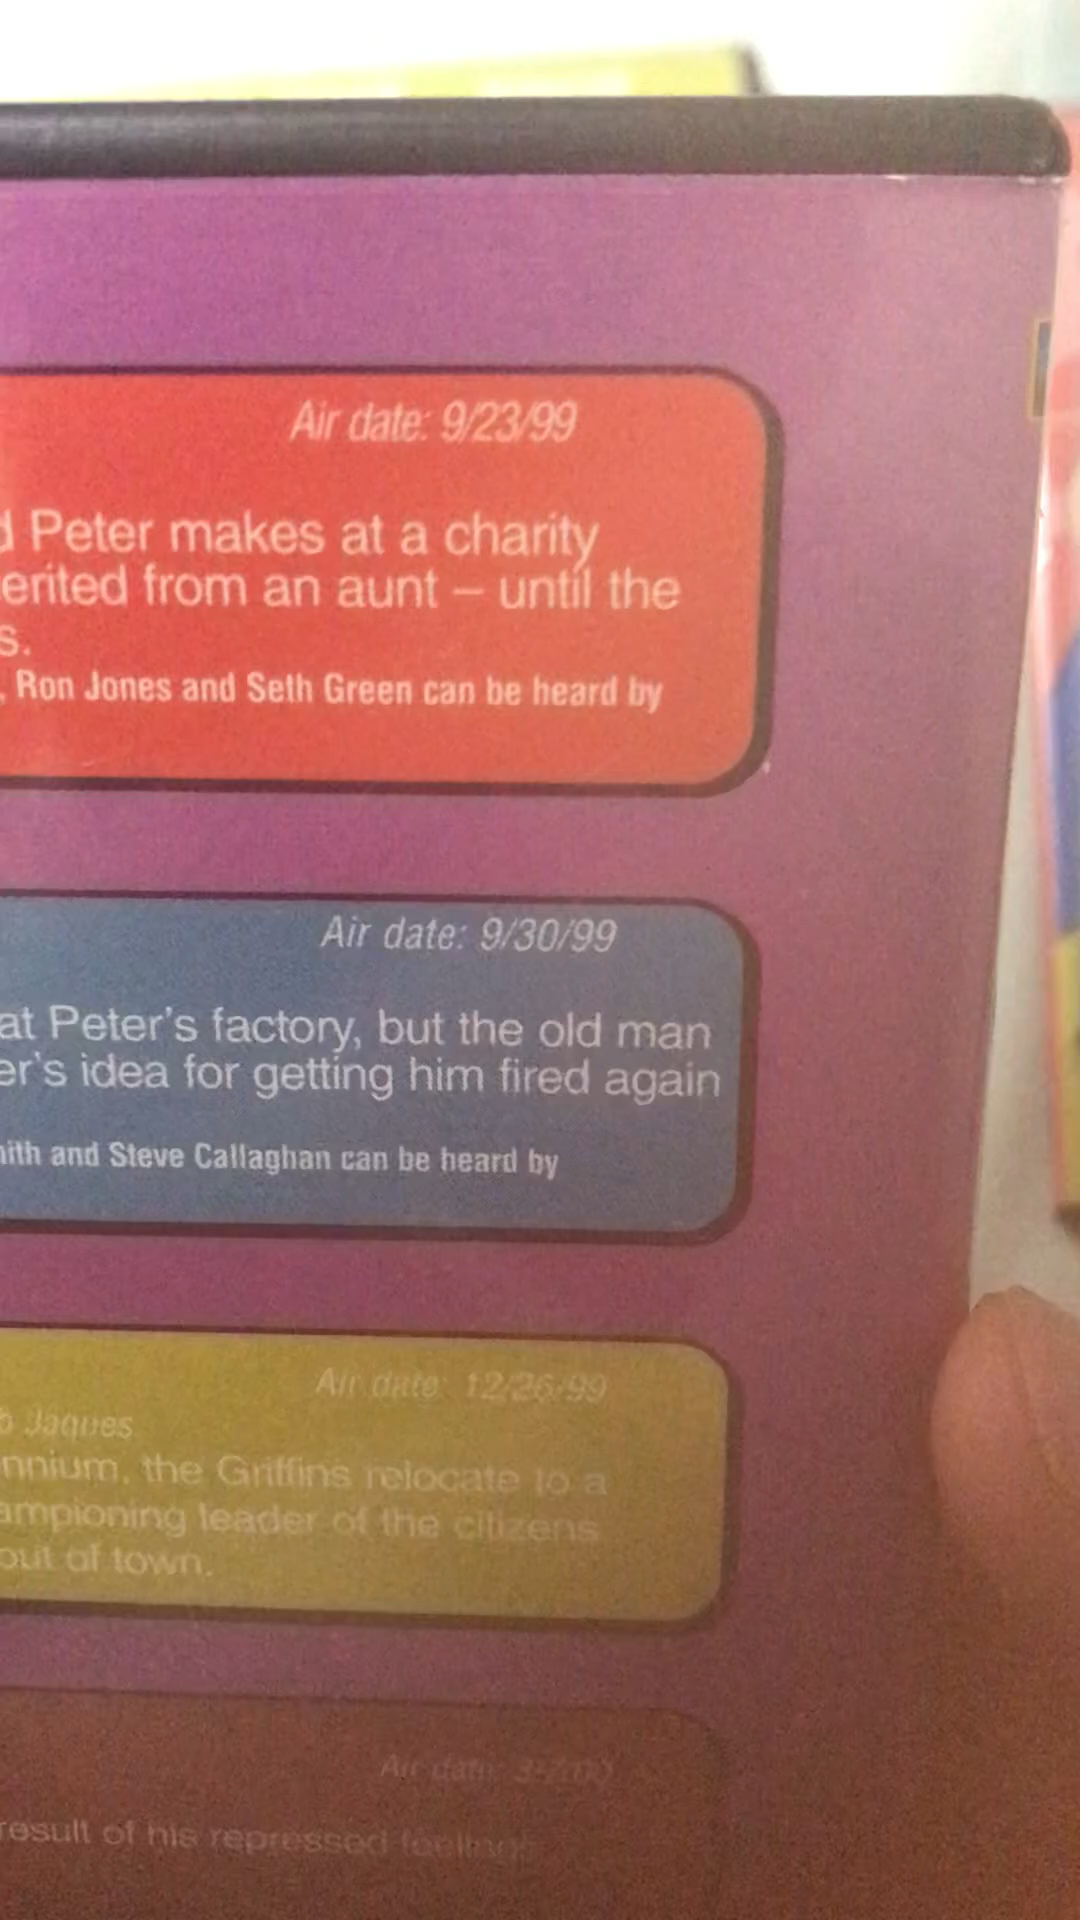 Air date: 9/23/99
d Peter makes at a charity
erited from an aunt – until the
s.
, Ron Jones and Seth Green can be heard by
Air date: 9/30/99
at Peter's factory, but the old man
er's idea for getting him fired again
ith and Steve Callaghan can be heard by
Air date: 12/26/99
b Jaques
nnium, the Griffins relocate to a
ampioning leader of the citizens
out of town.
Air date:
result of his repressed feelings